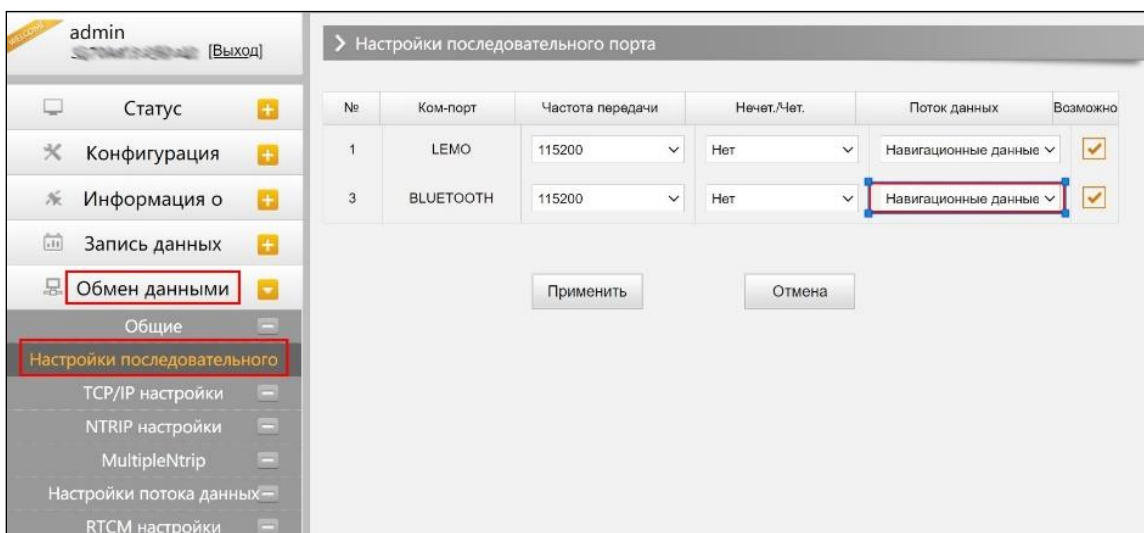 WELCOME
admin
[Выход]
Статус
Конфигурация
Информация о
Запись данных
Обмен данными
Общие
Настройки последовательного
TCP/IP настройки
NTRIP настройки
MultipleNtrip
Настройки потока данных
RTCM настройки
Настройки последовательного порта
№ Ком-порт Частота передачи Нечет./Чет. Поток данных Возможно
1 LEMO 115200 Нет Навигационные данные
3 BLUETOOTH 115200 Нет Навигационные данные
Применить Отмена